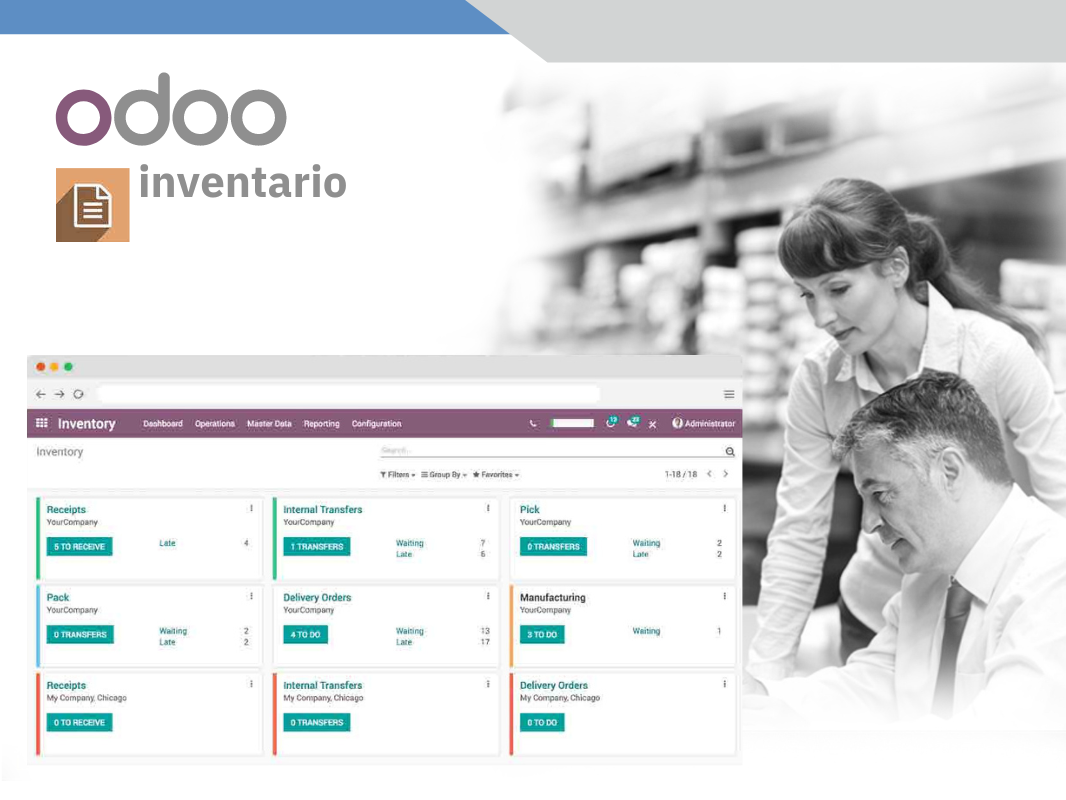 odoo
inventario
Inventory Dashboard Operations Master Data Reporting Configuration 13 23 Administrator
Inventory
Search...
Filters Group By Favorites 1-18 / 18
Receipts
YourCompany
5 TO RECEIVE Late 4
Internal Transfers
YourCompany
1 TRANSFERS Waiting 7
Late 6
Pick
YourCompany
0 TRANSFERS Waiting 2
Late 2
Pack
YourCompany
0 TRANSFERS Waiting 2
Late 2
Delivery Orders
YourCompany
4 TO DO Waiting 13
Late 17
Manufacturing
YourCompany
3 TO DO Waiting 1
Receipts
My Company, Chicago
0 TO RECEIVE
Internal Transfers
My Company, Chicago
0 TRANSFERS
Delivery Orders
My Company, Chicago
0 TO DO